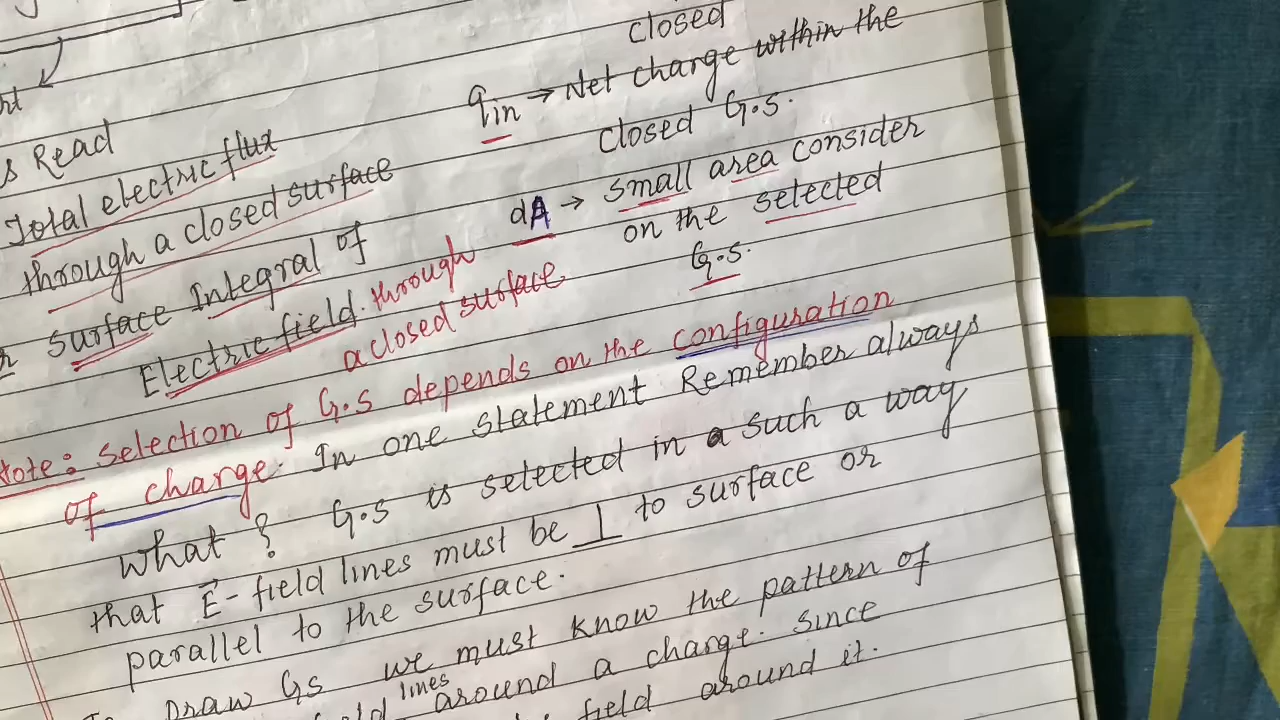 closed
qin → Net charge within the
closed G.S.
dA → small area consider
on the selected
G.S.
s Read
Total electric flux
through a closed surface
surface Integral of
Electric field. through
a closed surface
Note: selection of G.S depends on the configuration
of charge. In one statement Remember always
what? G.S is selected in a such a way
that E⃗-field lines must be ⊥ to surface or
parallel to the surface.
Draw GS we must know the pattern of
lines around a charge. since
field around it.